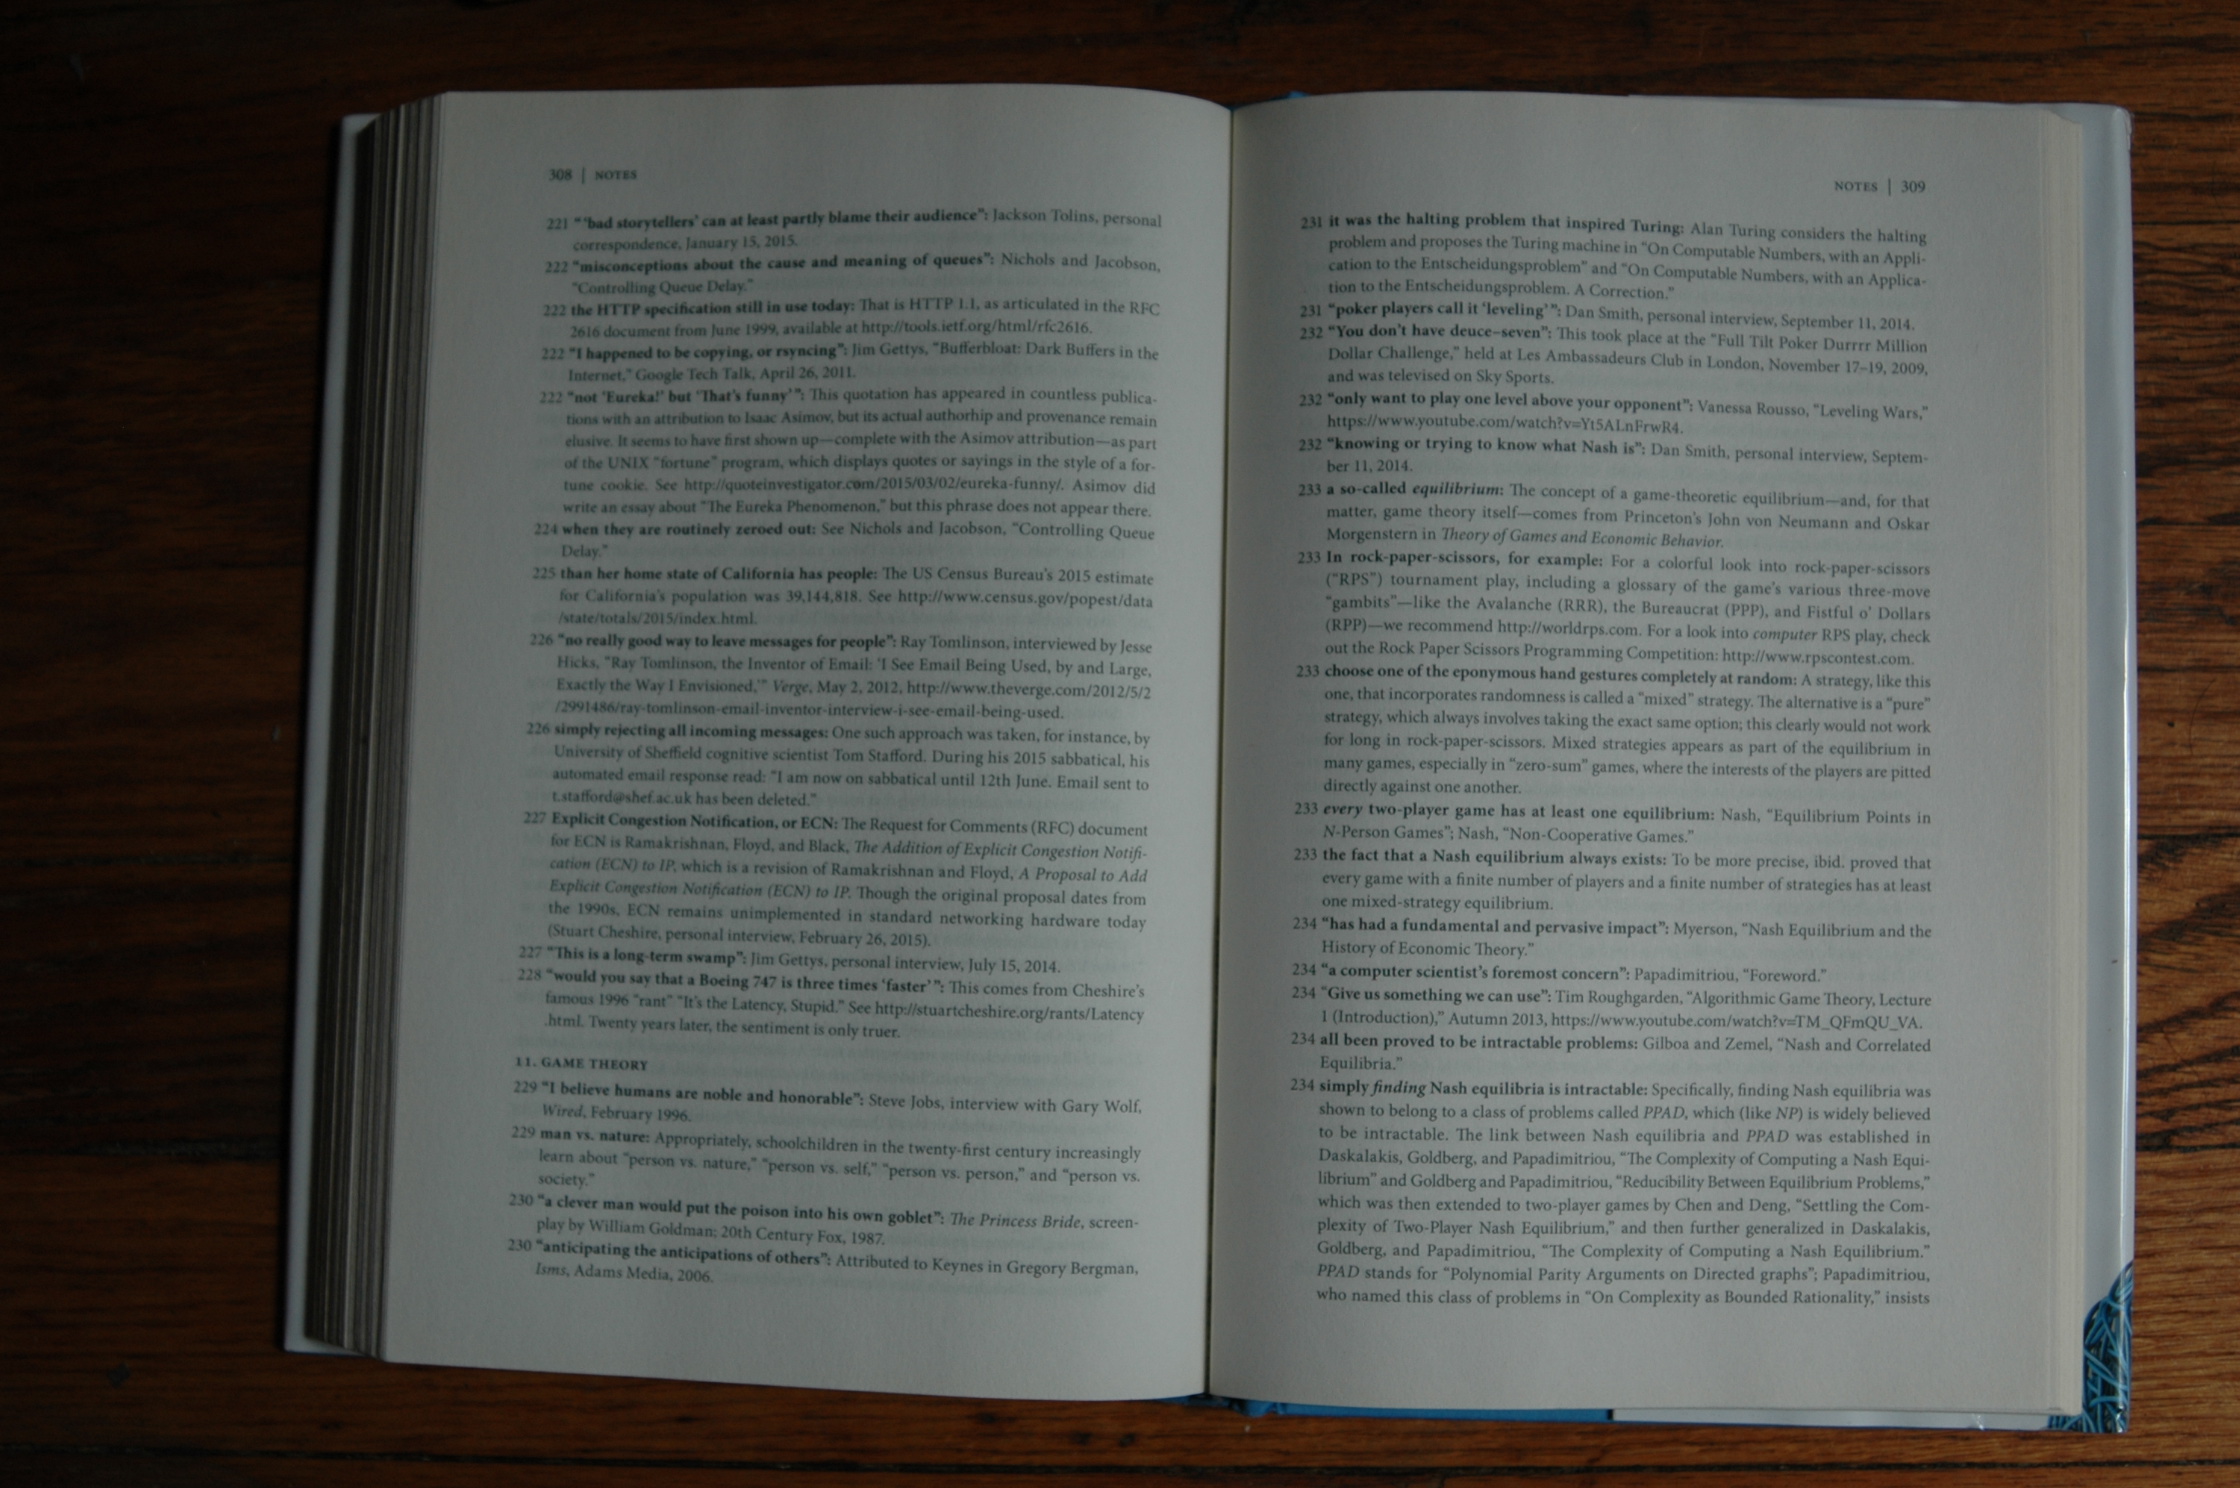 308 | NOTES
221 “‘bad storytellers’ can at least partly blame their audience”: Jackson Tolins, personal
correspondence, January 15, 2015.
222 “misconceptions about the cause and meaning of queues”: Nichols and Jacobson,
“Controlling Queue Delay.”
222 the HTTP specification still in use today: That is HTTP 1.1, as articulated in the RFC
2616 document from June 1999, available at http://tools.ietf.org/html/rfc2616.
222 “I happened to be copying, or rsyncing”: Jim Gettys, “Bufferbloat: Dark Buffers in the
Internet,” Google Tech Talk, April 26, 2011.
222 “not ‘Eureka!’ but ‘That’s funny’”: This quotation has appeared in countless publica-
tions with an attribution to Isaac Asimov, but its actual authorhip and provenance remain
elusive. It seems to have first shown up—complete with the Asimov attribution—as part
of the UNIX “fortune” program, which displays quotes or sayings in the style of a for-
tune cookie. See http://quoteinvestigator.com/2015/03/02/eureka-funny/. Asimov did
write an essay about “The Eureka Phenomenon,” but this phrase does not appear there.
224 when they are routinely zeroed out: See Nichols and Jacobson, “Controlling Queue
Delay.”
225 than her home state of California has people: The US Census Bureau’s 2015 estimate
for California’s population was 39,144,818. See http://www.census.gov/popest/data
/state/totals/2015/index.html.
226 “no really good way to leave messages for people”: Ray Tomlinson, interviewed by Jesse
Hicks, “Ray Tomlinson, the Inventor of Email: ‘I See Email Being Used, by and Large,
Exactly the Way I Envisioned,’” Verge, May 2, 2012, http://www.theverge.com/2012/5/2
/2991486/ray-tomlinson-email-inventor-interview-i-see-email-being-used.
226 simply rejecting all incoming messages: One such approach was taken, for instance, by
University of Sheffield cognitive scientist Tom Stafford. During his 2015 sabbatical, his
automated email response read: “I am now on sabbatical until 12th June. Email sent to
t.stafford@shef.ac.uk has been deleted.”
227 Explicit Congestion Notification, or ECN: The Request for Comments (RFC) document
for ECN is Ramakrishnan, Floyd, and Black, The Addition of Explicit Congestion Notifi-
cation (ECN) to IP, which is a revision of Ramakrishnan and Floyd, A Proposal to Add
Explicit Congestion Notification (ECN) to IP. Though the original proposal dates from
the 1990s, ECN remains unimplemented in standard networking hardware today
(Stuart Cheshire, personal interview, February 26, 2015).
227 “This is a long-term swamp”: Jim Gettys, personal interview, July 15, 2014.
228 “would you say that a Boeing 747 is three times ‘faster’”: This comes from Cheshire’s
famous 1996 “rant” “It’s the Latency, Stupid.” See http://stuartcheshire.org/rants/Latency
.html. Twenty years later, the sentiment is only truer.
11. GAME THEORY
229 “I believe humans are noble and honorable”: Steve Jobs, interview with Gary Wolf,
Wired, February 1996.
229 man vs. nature: Appropriately, schoolchildren in the twenty-first century increasingly
learn about “person vs. nature,” “person vs. self,” “person vs. person,” and “person vs.
society.”
230 “a clever man would put the poison into his own goblet”: The Princess Bride, screen-
play by William Goldman; 20th Century Fox, 1987.
230 “anticipating the anticipations of others”: Attributed to Keynes in Gregory Bergman,
Isms, Adams Media, 2006.
NOTES | 309
231 it was the halting problem that inspired Turing: Alan Turing considers the halting
problem and proposes the Turing machine in “On Computable Numbers, with an Appli-
cation to the Entscheidungsproblem” and “On Computable Numbers, with an Applica-
tion to the Entscheidungsproblem. A Correction.”
231 “poker players call it ‘leveling’”: Dan Smith, personal interview, September 11, 2014.
232 “You don’t have deuce–seven”: This took place at the “Full Tilt Poker Durrrr Million
Dollar Challenge,” held at Les Ambassadeurs Club in London, November 17–19, 2009,
and was televised on Sky Sports.
232 “only want to play one level above your opponent”: Vanessa Rousso, “Leveling Wars,”
https://www.youtube.com/watch?v=Yt5ALnFrwR4.
232 “knowing or trying to know what Nash is”: Dan Smith, personal interview, Septem-
ber 11, 2014.
233 a so-called equilibrium: The concept of a game-theoretic equilibrium—and, for that
matter, game theory itself—comes from Princeton’s John von Neumann and Oskar
Morgenstern in Theory of Games and Economic Behavior.
233 In rock-paper-scissors, for example: For a colorful look into rock-paper-scissors
(“RPS”) tournament play, including a glossary of the game’s various three-move
“gambits”—like the Avalanche (RRR), the Bureaucrat (PPP), and Fistful o’ Dollars
(RPP)—we recommend http://worldrps.com. For a look into computer RPS play, check
out the Rock Paper Scissors Programming Competition: http://www.rpscontest.com.
233 choose one of the eponymous hand gestures completely at random: A strategy, like this
one, that incorporates randomness is called a “mixed” strategy. The alternative is a “pure”
strategy, which always involves taking the exact same option; this clearly would not work
for long in rock-paper-scissors. Mixed strategies appears as part of the equilibrium in
many games, especially in “zero-sum” games, where the interests of the players are pitted
directly against one another.
233 every two-player game has at least one equilibrium: Nash, “Equilibrium Points in
N-Person Games”; Nash, “Non-Cooperative Games.”
233 the fact that a Nash equilibrium always exists: To be more precise, ibid. proved that
every game with a finite number of players and a finite number of strategies has at least
one mixed-strategy equilibrium.
234 “has had a fundamental and pervasive impact”: Myerson, “Nash Equilibrium and the
History of Economic Theory.”
234 “a computer scientist’s foremost concern”: Papadimitriou, “Foreword.”
234 “Give us something we can use”: Tim Roughgarden, “Algorithmic Game Theory, Lecture
1 (Introduction),” Autumn 2013, https://www.youtube.com/watch?v=TM_QFmQU_VA.
234 all been proved to be intractable problems: Gilboa and Zemel, “Nash and Correlated
Equilibria.”
234 simply finding Nash equilibria is intractable: Specifically, finding Nash equilibria was
shown to belong to a class of problems called PPAD, which (like NP) is widely believed
to be intractable. The link between Nash equilibria and PPAD was established in
Daskalakis, Goldberg, and Papadimitriou, “The Complexity of Computing a Nash Equi-
librium” and Goldberg and Papadimitriou, “Reducibility Between Equilibrium Problems,”
which was then extended to two-player games by Chen and Deng, “Settling the Com-
plexity of Two-Player Nash Equilibrium,” and then further generalized in Daskalakis,
Goldberg, and Papadimitriou, “The Complexity of Computing a Nash Equilibrium.”
PPAD stands for “Polynomial Parity Arguments on Directed graphs”; Papadimitriou,
who named this class of problems in “On Complexity as Bounded Rationality,” insists